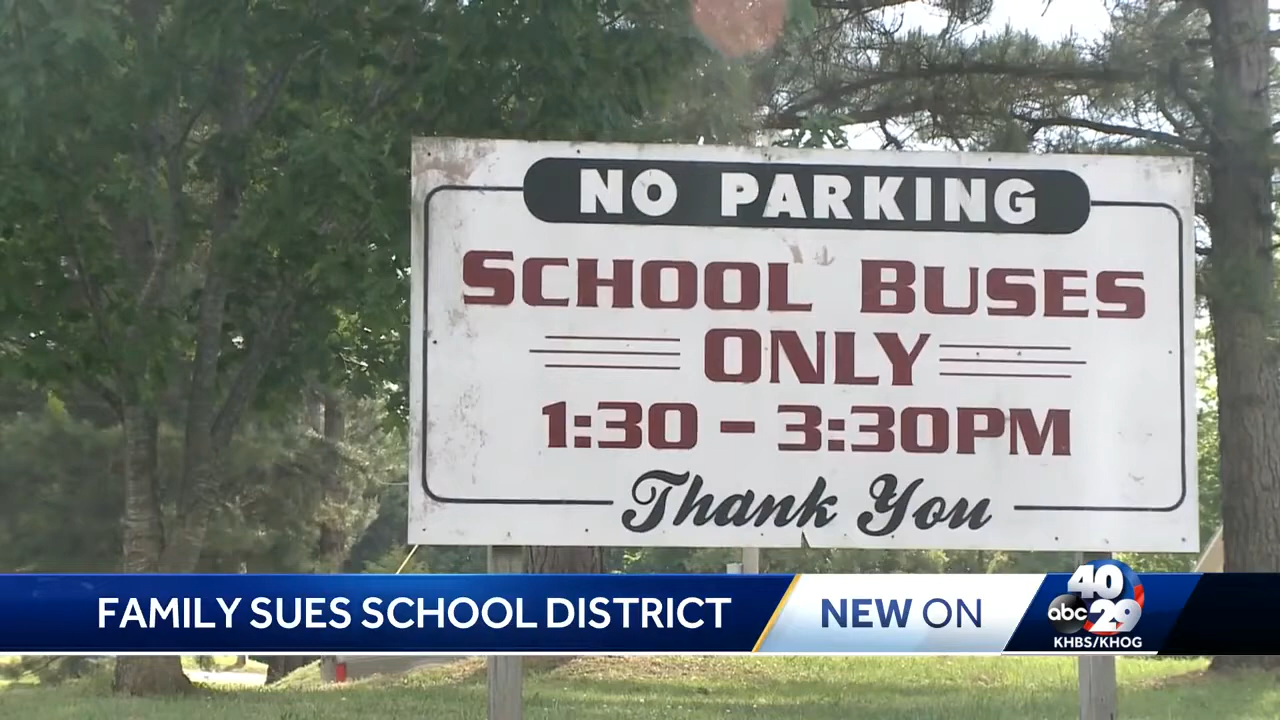 NO PARKING
SCHOOL BUSES
ONLY
1:30 - 3:30PM
Thank You
FAMILY SUES SCHOOL DISTRICT
NEW ON
40
abc 29
KHBS/KHOG